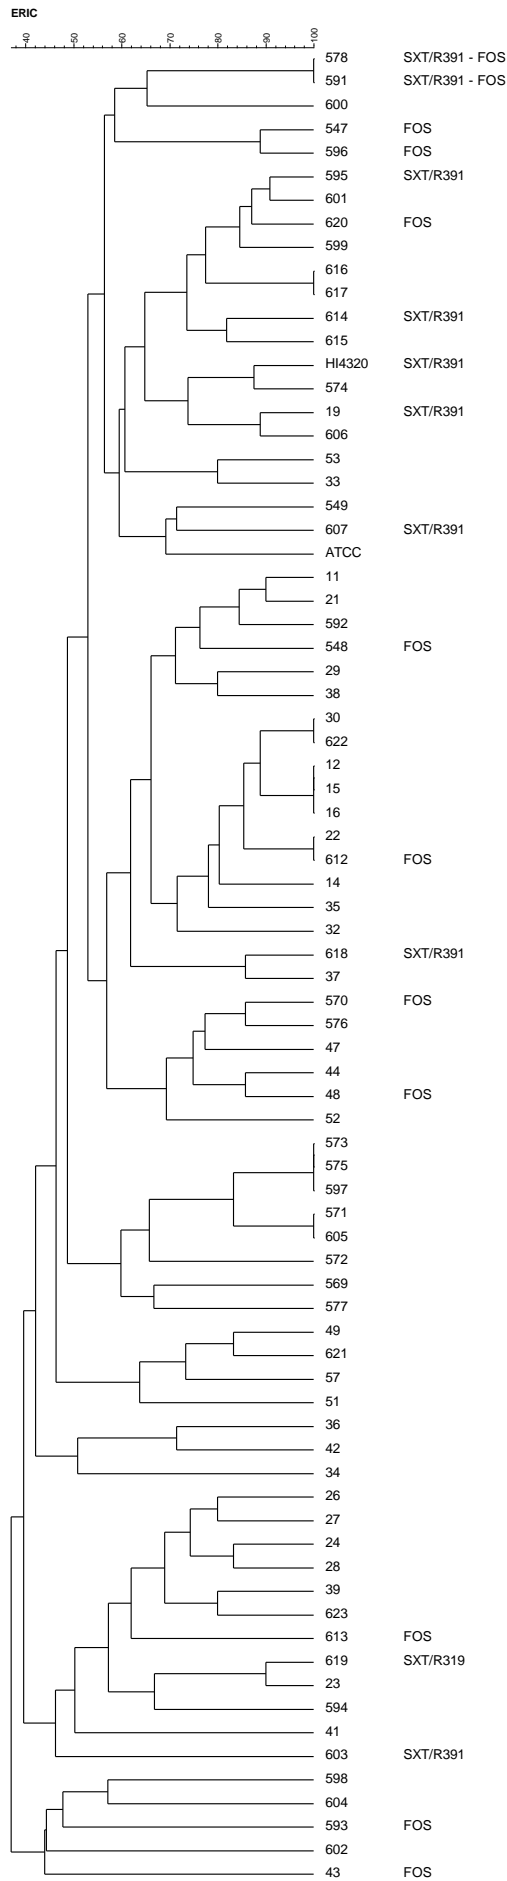 ERIC
40 50 60 70 80 90 100
578 SXT/R391 - FOS
591 SXT/R391 - FOS
600
547 FOS
596 FOS
595 SXT/R391
601
620 FOS
599
616
617
614 SXT/R391
615
HI4320 SXT/R391
574
19 SXT/R391
606
53
33
549
607 SXT/R391
ATCC
11
21
592
548 FOS
29
38
30
622
12
15
16
22
612 FOS
14
35
32
618 SXT/R391
37
570 FOS
576
47
44
48 FOS
52
573
575
597
571
605
572
569
577
49
621
57
51
36
42
34
26
27
24
28
39
623
613 FOS
619 SXT/R319
23
594
41
603 SXT/R391
598
604
593 FOS
602
43 FOS